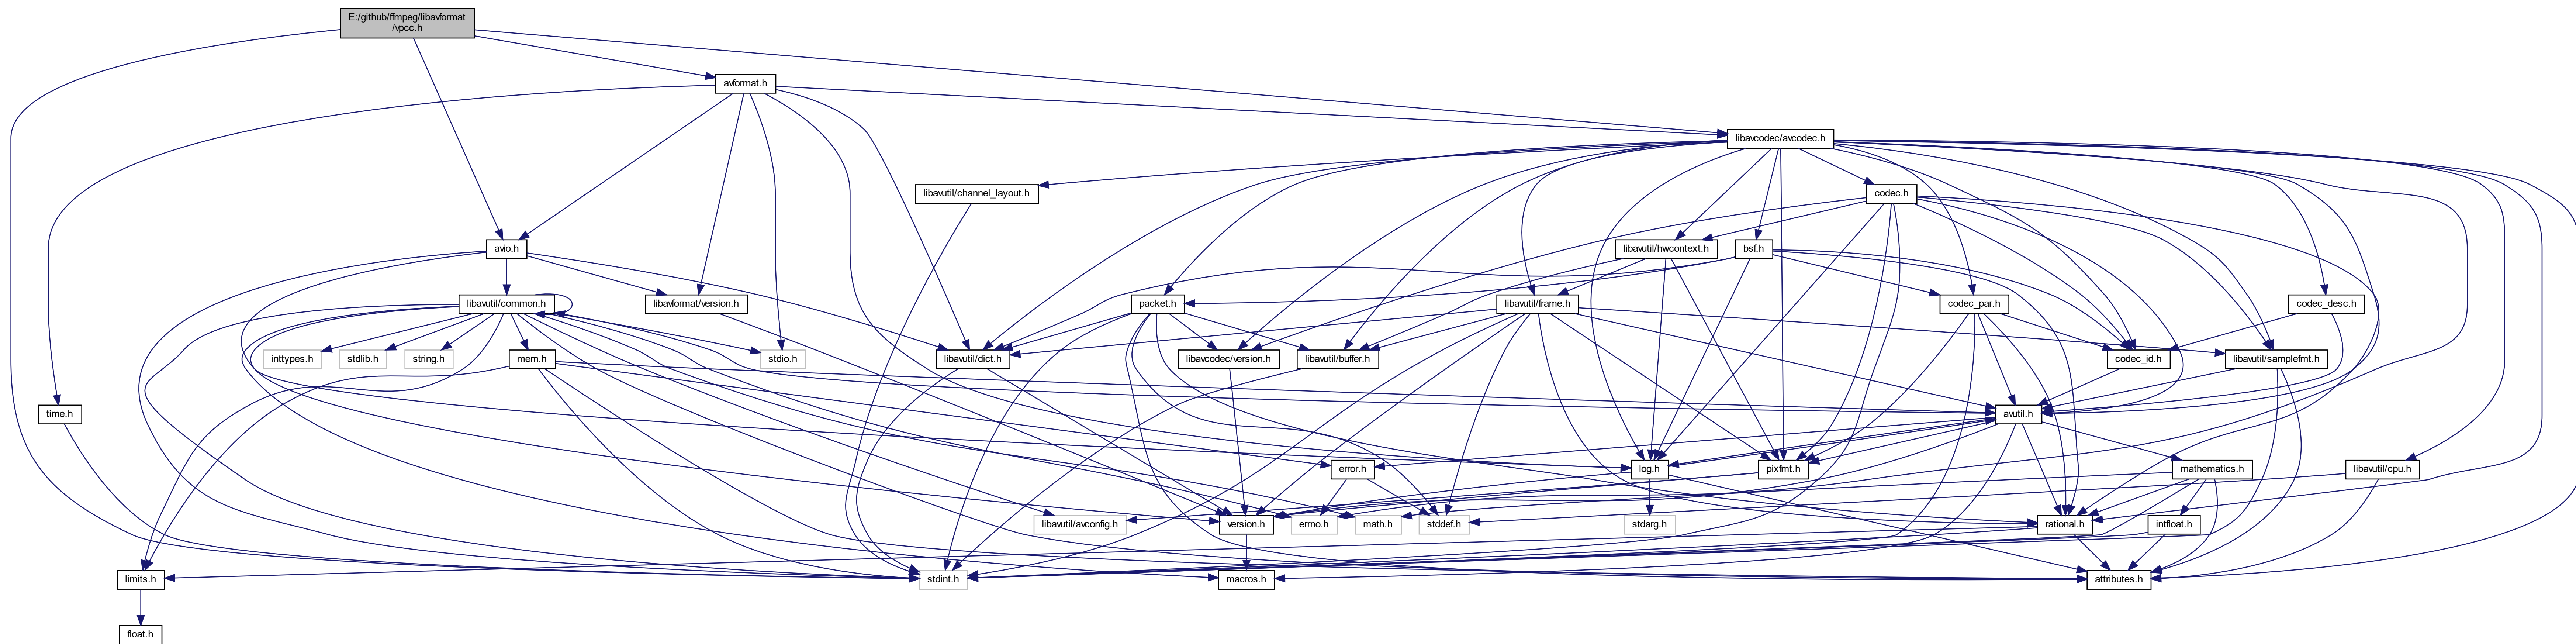 E:/github/ffmpeg/libavformat
/vpcc.h
avformat.h
libavcodec/avcodec.h
libavutil/channel_layout.h
codec.h
avio.h
libavutil/hwcontext.h
bsf.h
libavutil/common.h
libavformat/version.h
packet.h
libavutil/frame.h
codec_par.h
codec_desc.h
inttypes.h
stdlib.h
string.h
mem.h
stdio.h
libavutil/dict.h
libavcodec/version.h
libavutil/buffer.h
codec_id.h
libavutil/samplefmt.h
time.h
avutil.h
error.h
log.h
pixfmt.h
mathematics.h
libavutil/cpu.h
libavutil/avconfig.h
version.h
errno.h
math.h
stddef.h
stdarg.h
rational.h
intfloat.h
limits.h
stdint.h
macros.h
attributes.h
float.h